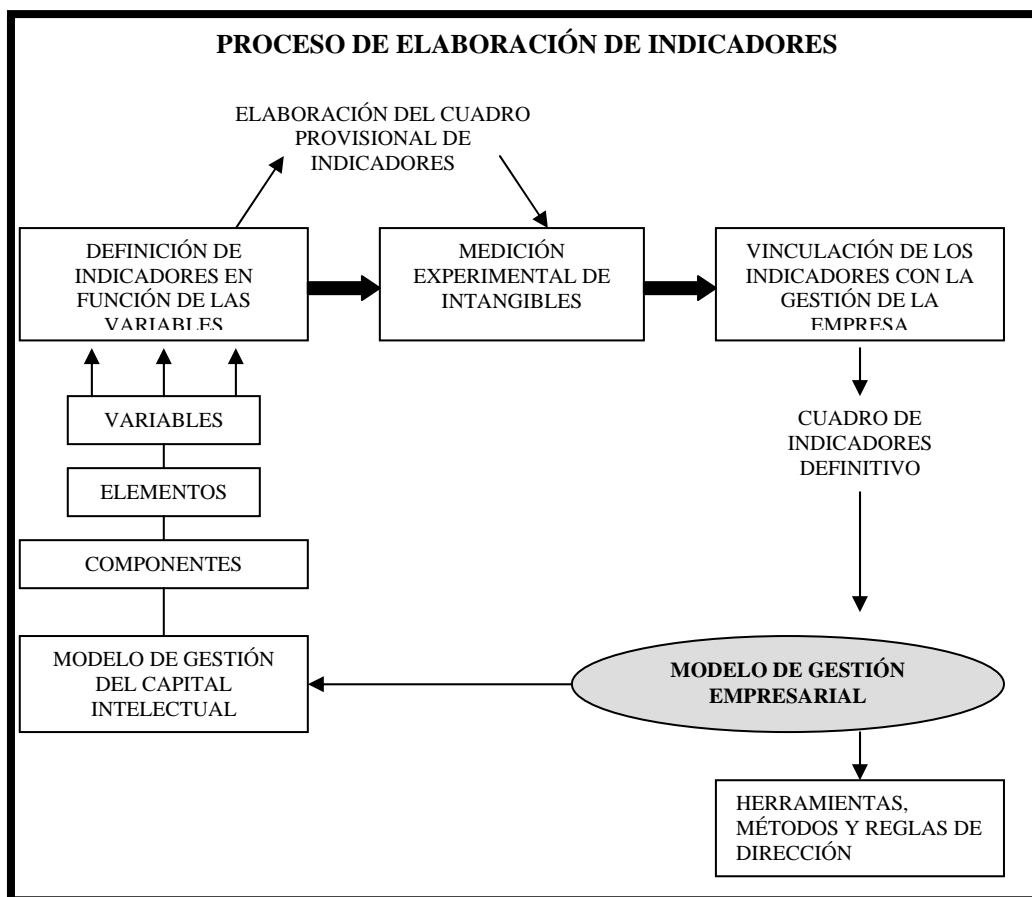 PROCESO DE ELABORACIÓN DE INDICADORES
ELABORACIÓN DEL CUADRO
PROVISIONAL DE
INDICADORES
DEFINICIÓN DE
INDICADORES EN
FUNCIÓN DE LAS
VARIABLES
MEDICIÓN
EXPERIMENTAL DE
INTANGIBLES
VINCULACIÓN DE LOS
INDICADORES CON LA
GESTIÓN DE LA
EMPRESA
VARIABLES
ELEMENTOS
COMPONENTES
CUADRO DE
INDICADORES
DEFINITIVO
MODELO DE GESTIÓN
DEL CAPITAL
INTELECTUAL
MODELO DE GESTIÓN
EMPRESARIAL
HERRAMIENTAS,
MÉTODOS Y REGLAS DE
DIRECCIÓN